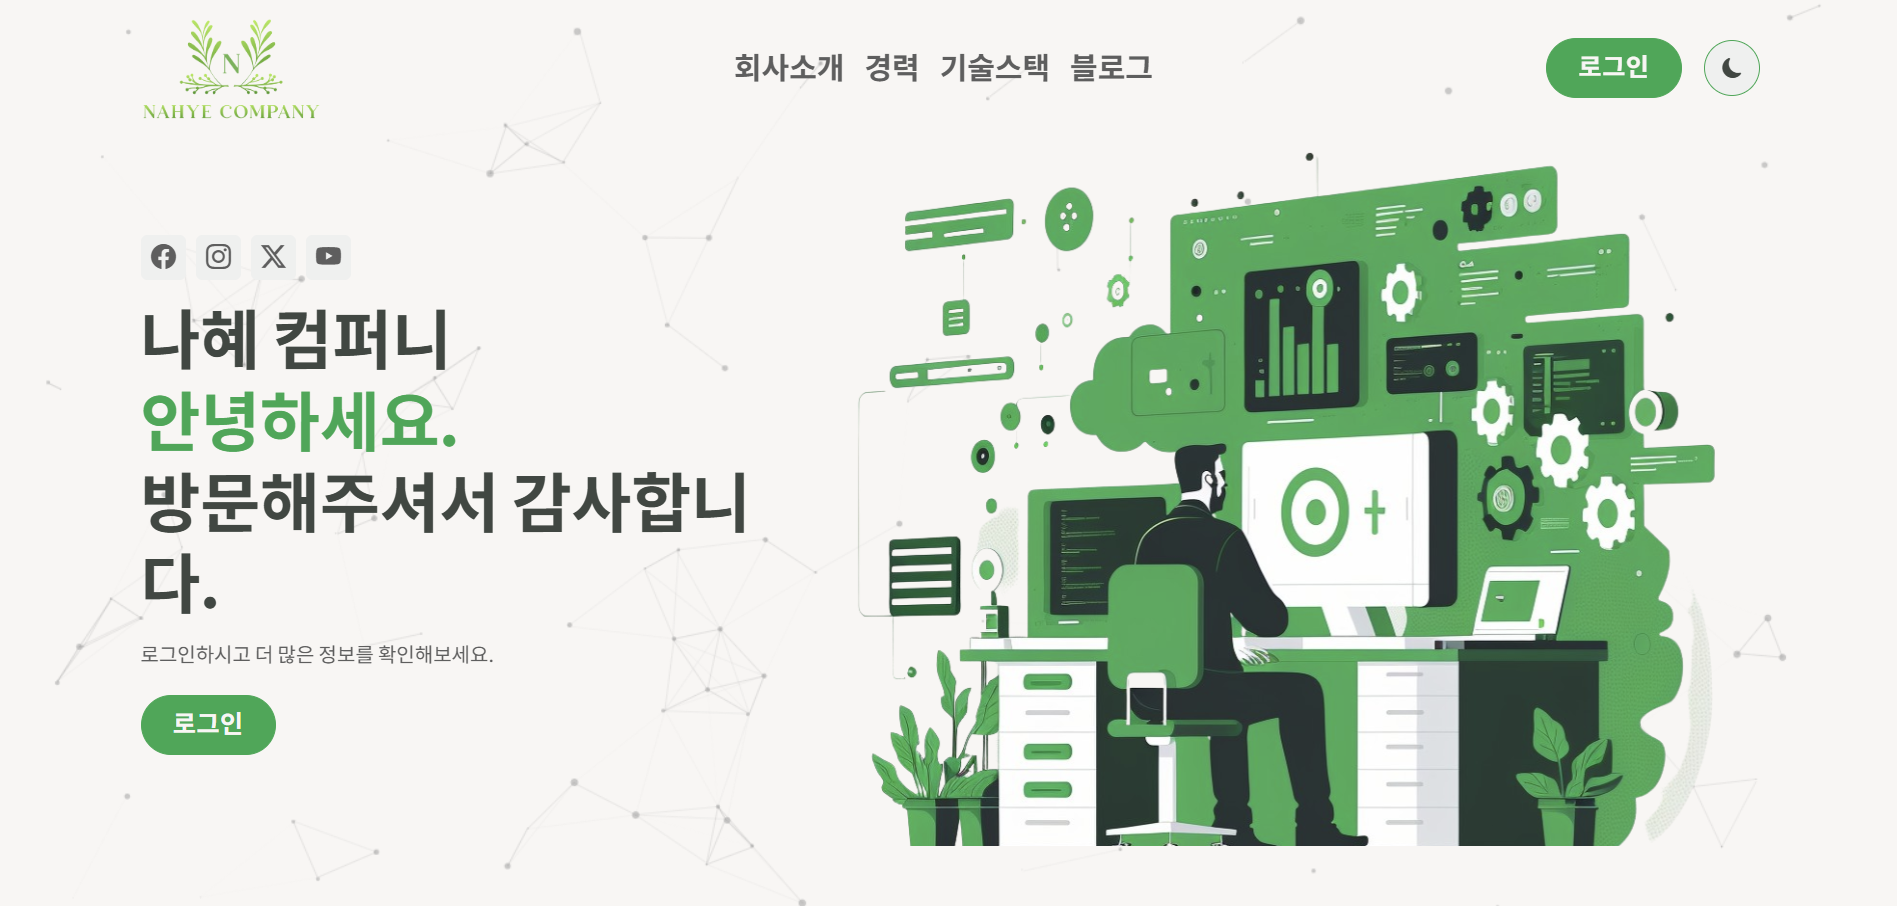 N
NAHYE COMPANY
회사소개 경력 기술스택 블로그
로그인
나혜 컴퍼니
안녕하세요.
방문해주셔서 감사합니
다.
로그인하시고 더 많은 정보를 확인해보세요.
로그인